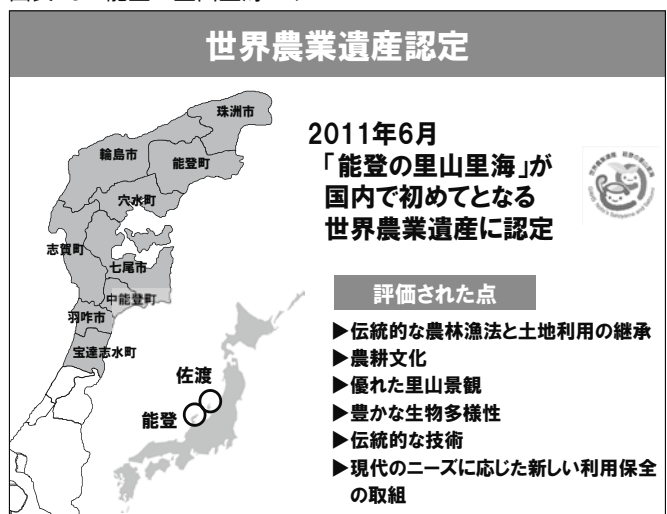 世界農業遺産認定
珠洲市
輪島市
能登町
穴水町
志賀町
七尾市
中能登町
羽咋市
宝達志水町
佐渡
能登
2011年6月
「能登の里山里海」が
国内で初めてとなる
世界農業遺産に認定
評価された点
▶伝統的な農林漁法と土地利用の継承
▶農耕文化
▶優れた里山景観
▶豊かな生物多様性
▶伝統的な技術
▶現代のニーズに応じた新しい利用保全
の取組